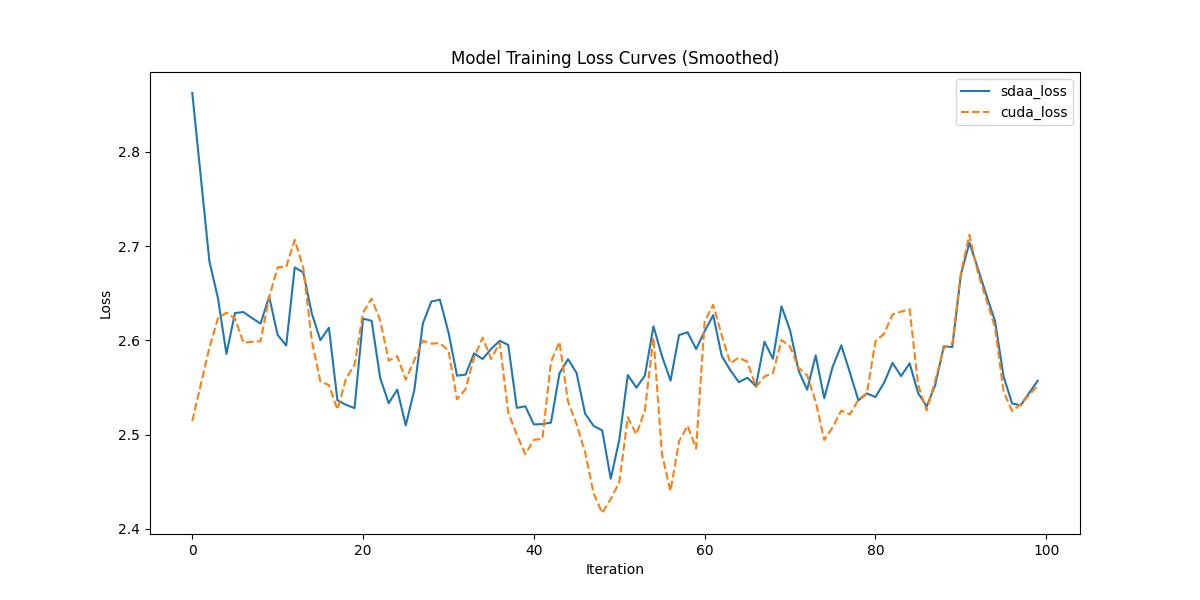 Model Training Loss Curves (Smoothed)
sdaa_loss
cuda_loss
Loss
2.8
2.7
2.6
2.5
2.4
0 20 40 60 80 100
Iteration